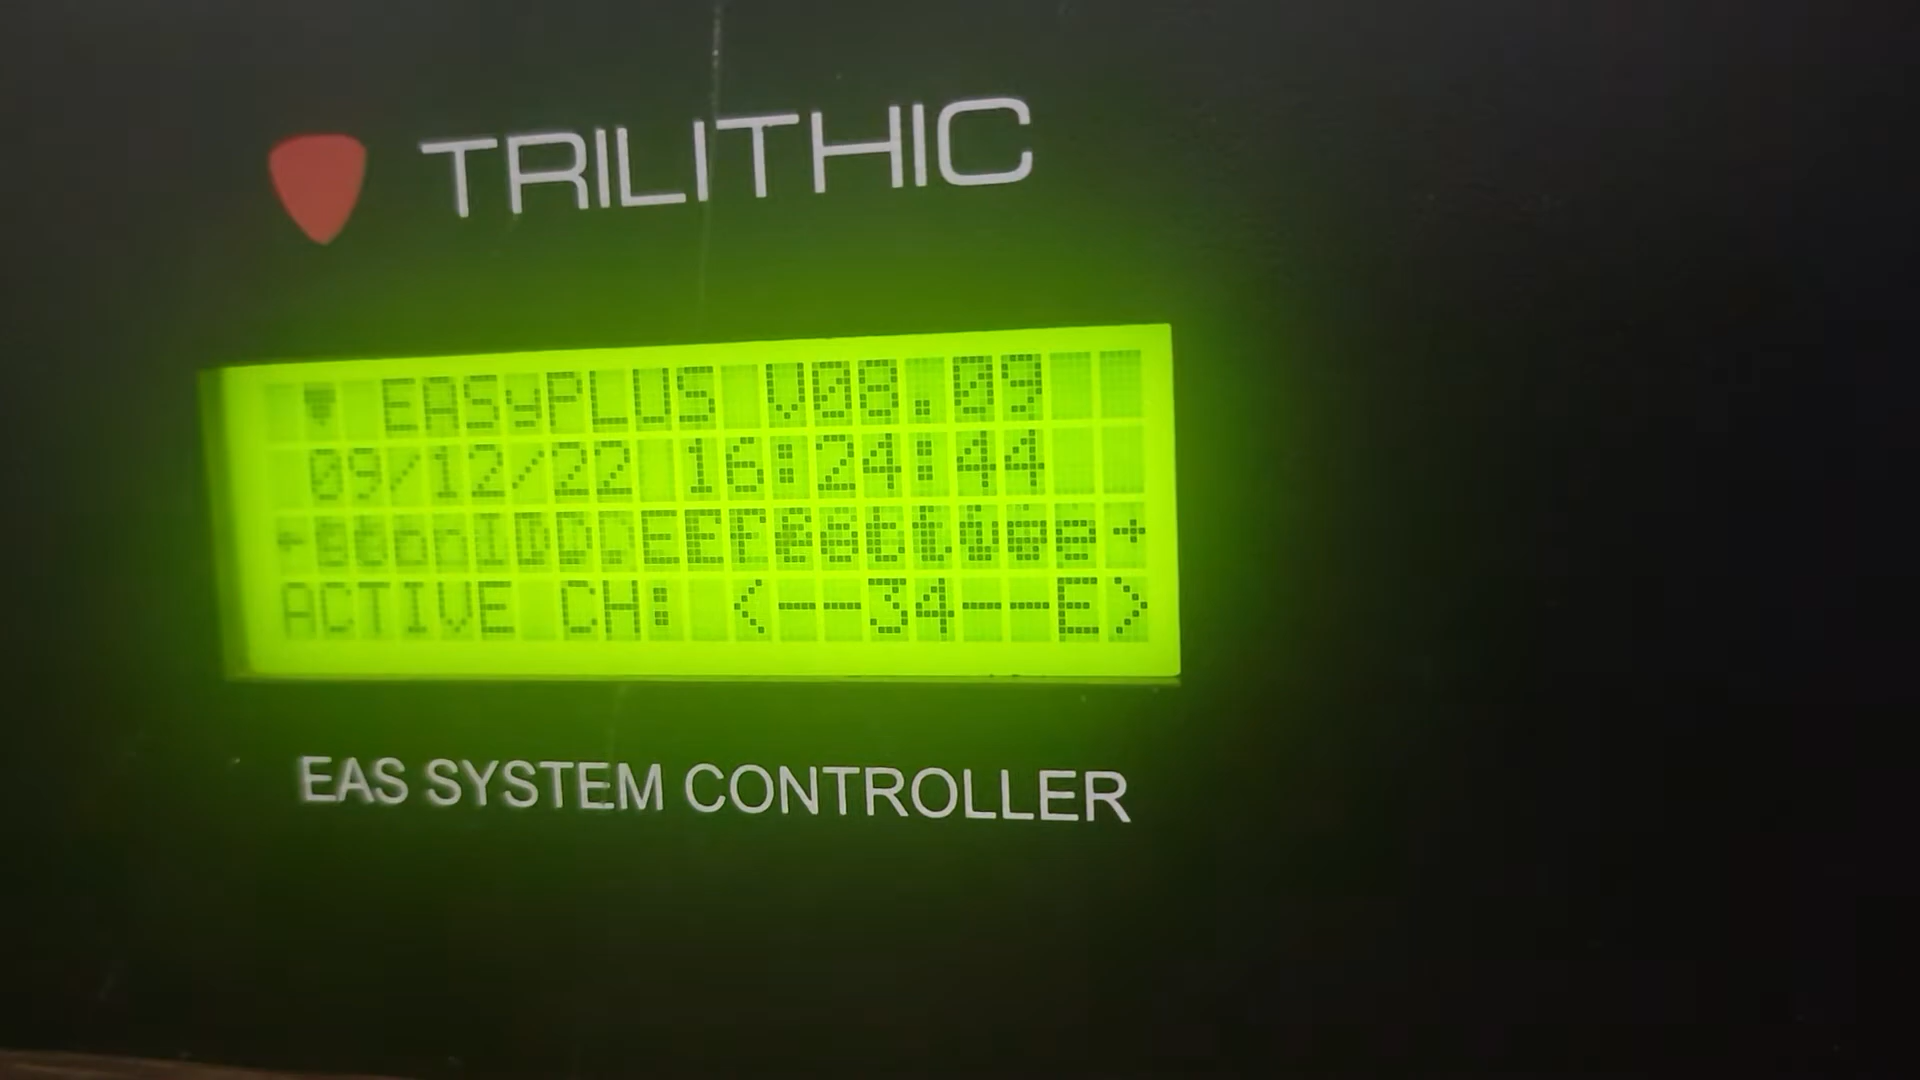 TRILITHIC
EASyPLUS V08.09
09/12/22 16:24:44
ACTIVE CH: <--34--E>
EAS SYSTEM CONTROLLER